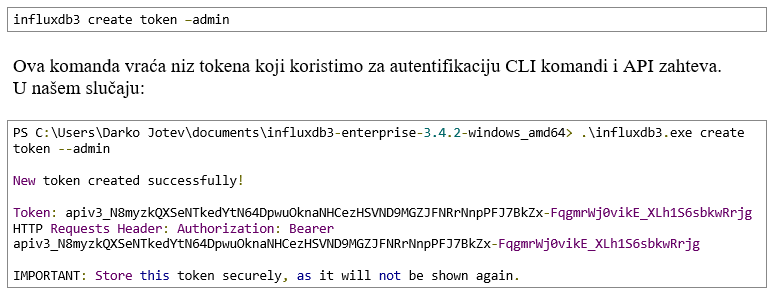 influxdb3 create token –admin
Ova komanda vraća niz tokena koji koristimo za autentifikaciju CLI komandi i API zahteva.
U našem slučaju:
PS C:\Users\Darko Jotev\documents\influxdb3-enterprise-3.4.2-windows_amd64> .\influxdb3.exe create
token --admin
New token created successfully!
Token: apiv3_N8myzkQXSeNTkedYtN64DpwuOknaNHCezHSVND9MGZJFNRrNnpPFJ7BkZx-FqgmrWj0vikE_XLh1S6sbkwRrjg
HTTP Requests Header: Authorization: Bearer
apiv3_N8myzkQXSeNTkedYtN64DpwuOknaNHCezHSVND9MGZJFNRrNnpPFJ7BkZx-FqgmrWj0vikE_XLh1S6sbkwRrjg
IMPORTANT: Store this token securely, as it will not be shown again.